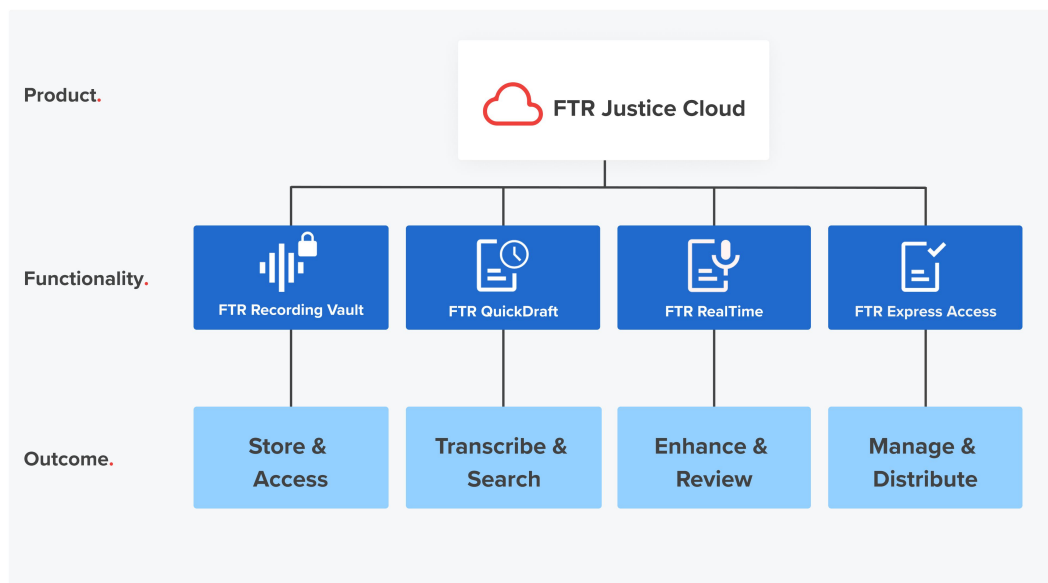 Product.
FTR Justice Cloud
Functionality.
FTR Recording Vault
FTR QuickDraft
FTR RealTime
FTR Express Access
Outcome.
Store &
Access
Transcribe &
Search
Enhance &
Review
Manage &
Distribute